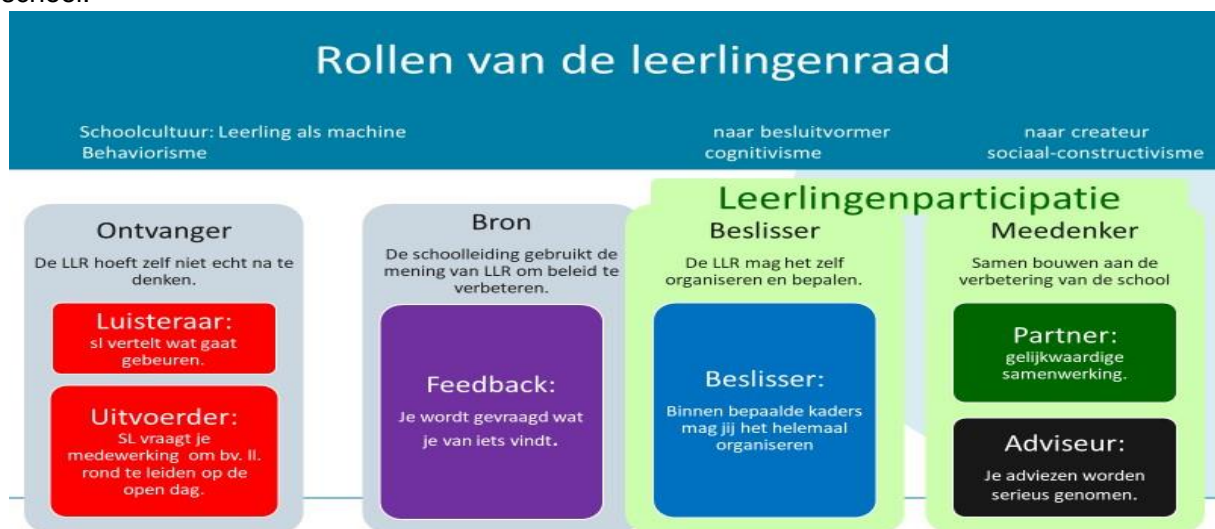 school.
Rollen van de leerlingenraad
Schoolcultuur: Leerling als machine
Behaviorisme
naar besluitvormer
cognitivisme
naar createur
sociaal-constructivisme
Leerlingenparticipatie
Ontvanger
De LLR hoeft zelf niet echt na te
denken.
Luisteraar:
sl vertelt wat gaat
gebeuren.
Uitvoerder:
SL vraagt je
medewerking om bv. ll.
rond te leiden op de
open dag.
Bron
De schoolleiding gebruikt de
mening van LLR om beleid te
verbeteren.
Feedback:
Je wordt gevraagd wat
je van iets vindt.
Beslisser
De LLR mag het zelf
organiseren en bepalen.
Beslisser:
Binnen bepaalde kaders
mag jij het helemaal
organiseren
Meedenker
Samen bouwen aan de
verbetering van de school
Partner:
gelijkwaardige
samenwerking.
Adviseur:
Je adviezen worden
serieus genomen.